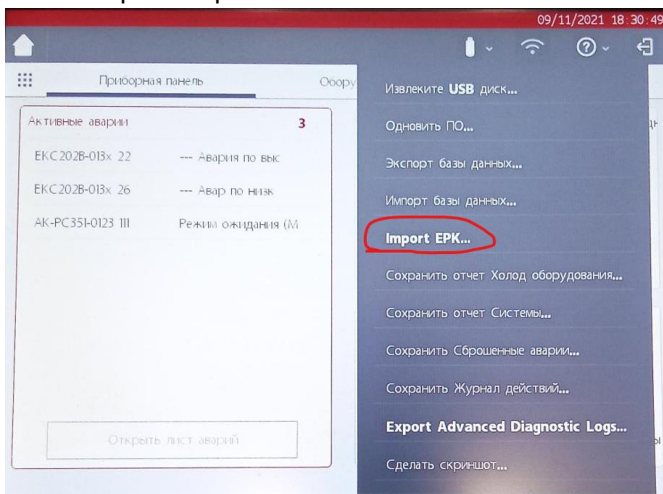 09/11/2021 18:30:49
Приборная панель
Обору
Активные аварии 3
EKC202B-013x 22 --- Авария по выс
EKC202B-013x 26 --- Авар по низк
AK-PC351-0123 111 Режим ожидания (М
Открыть лист аварий
Извлеките USB диск...
Одновить ПО...
Экспорт базы данных...
Импорт базы данных...
Import EPK...
Сохранить отчет Холод оборудования...
Сохранить отчет Системы...
Сохранить Сброшенные аварии...
Сохранить Журнал действий...
Export Advanced Diagnostic Logs...
Сделать скриншот...